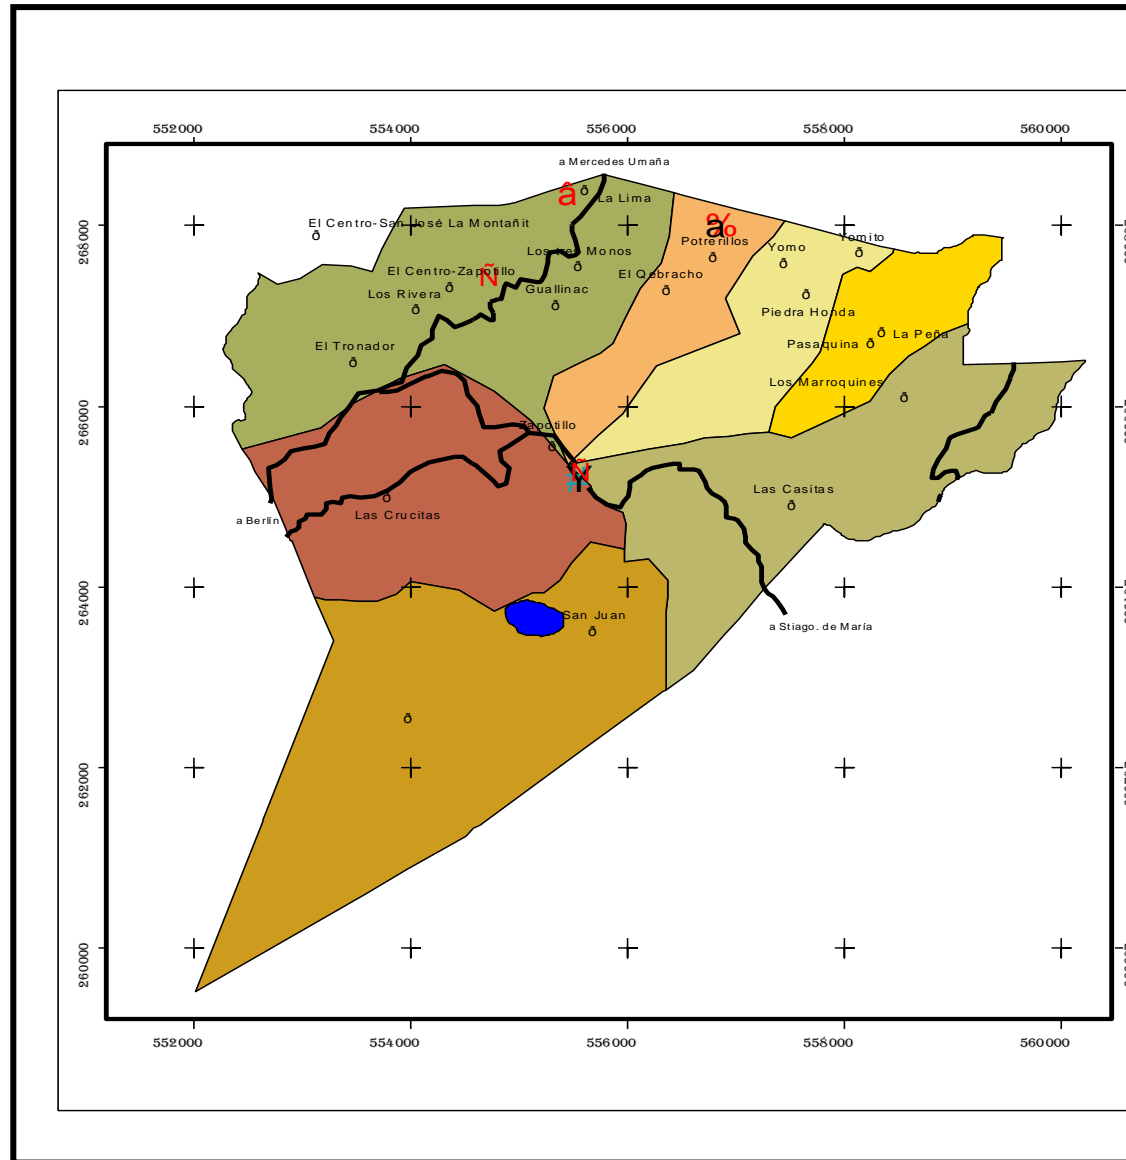 552000 554000 556000 558000 560000
a Mercedes Umaña
La Lima
El Centro-San José La Montañit
Potrerillos
Yomito
Yomo
Los tres Monos
El Centro-Zapotillo
El Qebracho
Los Rivera
Guallinac
Piedra Honda
La Peña
El Tronador
Pasaquina
Los Marroquines
Zapotillo
Las Casitas
Las Crucitas
a Berlín
San Juan
a Stiago. de María
268000
266000
264000
262000
260000
552000 554000 556000 558000 560000